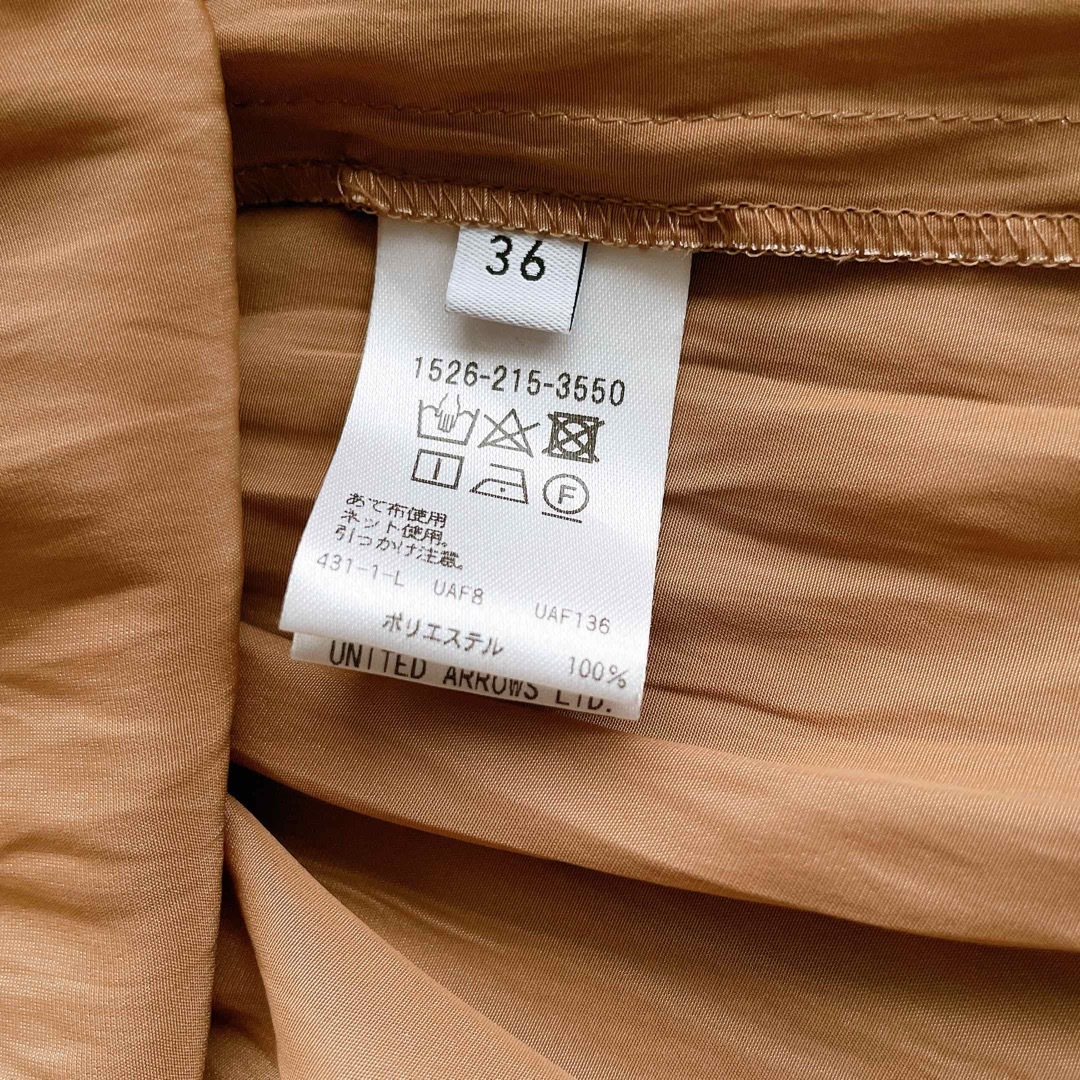 36
1526-215-3550
F
あて布使用
ネット使用。
引っかけ注意。
431-1-L UAF8 UAF136
ポリエステル 100%
UNITED ARROWS LTD.